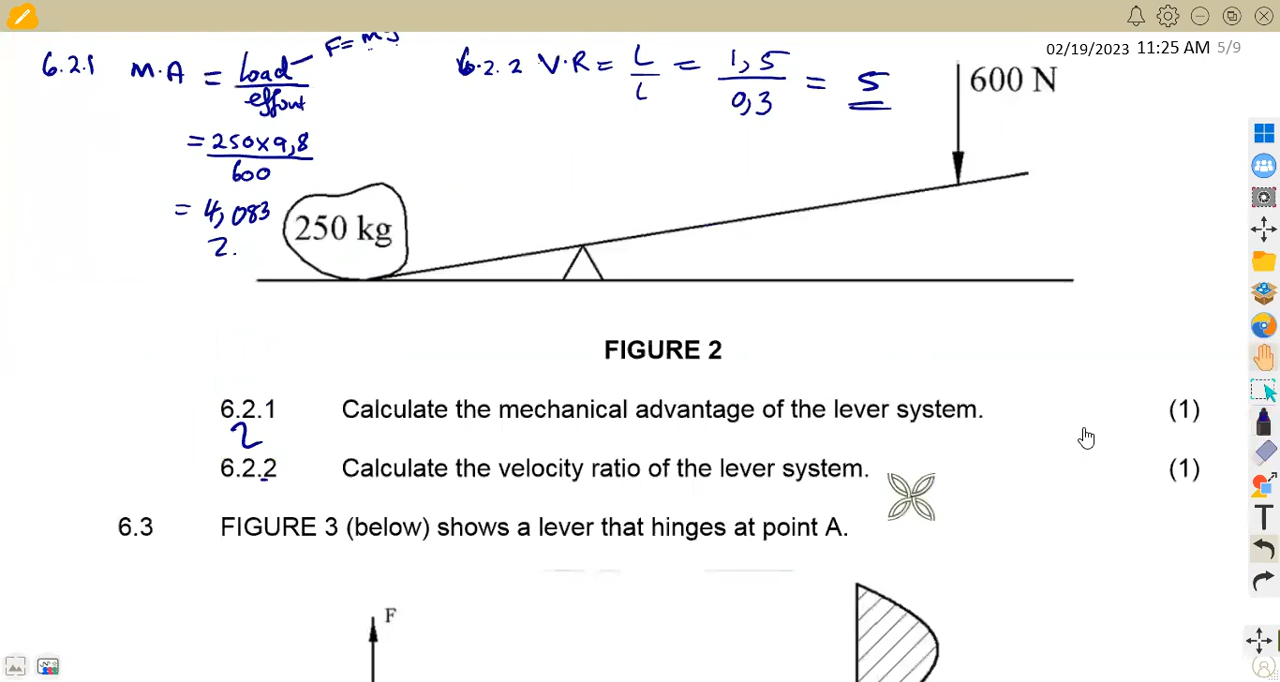 02/19/2023 11:25 AM 5/9
6.2.1 M.A = Load / effort F = mg
= 250×9,8 / 600
= 4,083
2.
6.2.2 V.R = L / l = 1,5 / 0,3 = 5
600 N
250 kg
FIGURE 2
6.2.1 Calculate the mechanical advantage of the lever system. (1)
2
6.2.2 Calculate the velocity ratio of the lever system. (1)
6.3 FIGURE 3 (below) shows a lever that hinges at point A.
F
T